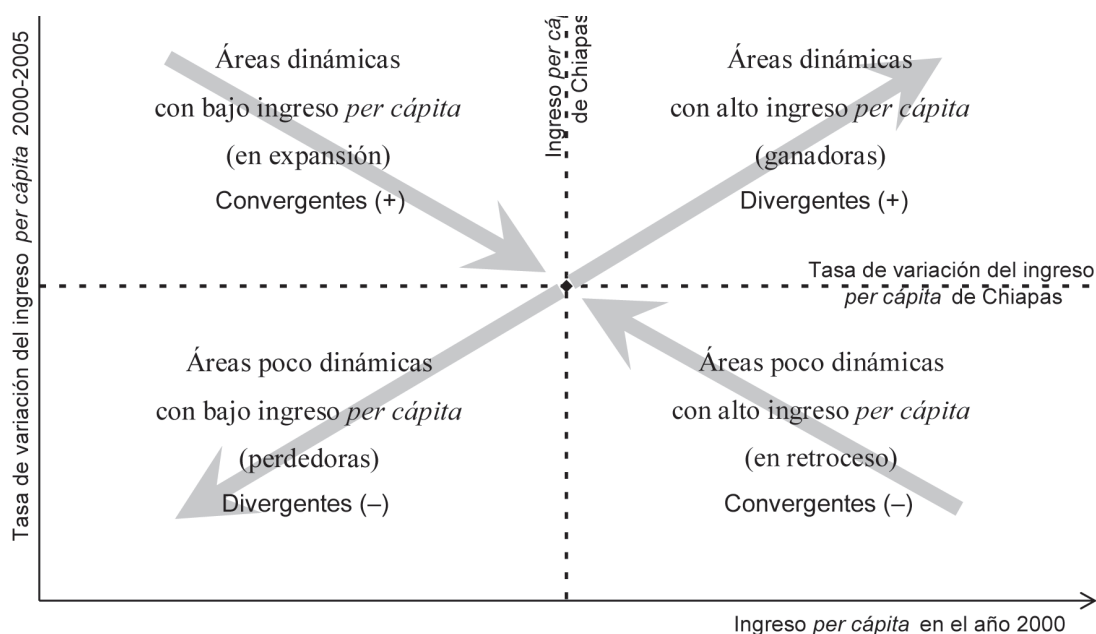 Tasa de variación del ingreso per cápita 2000-2005
Áreas dinámicas
con bajo ingreso per cápita
(en expansión)
Convergentes (+)
Ingreso per cá
de Chiapas
Áreas dinámicas
con alto ingreso per cápita
(ganadoras)
Divergentes (+)
Tasa de variación del ingreso
per cápita de Chiapas
Áreas poco dinámicas
con bajo ingreso per cápita
(perdedoras)
Divergentes (–)
Áreas poco dinámicas
con alto ingreso per cápita
(en retroceso)
Convergentes (–)
Ingreso per cápita en el año 2000